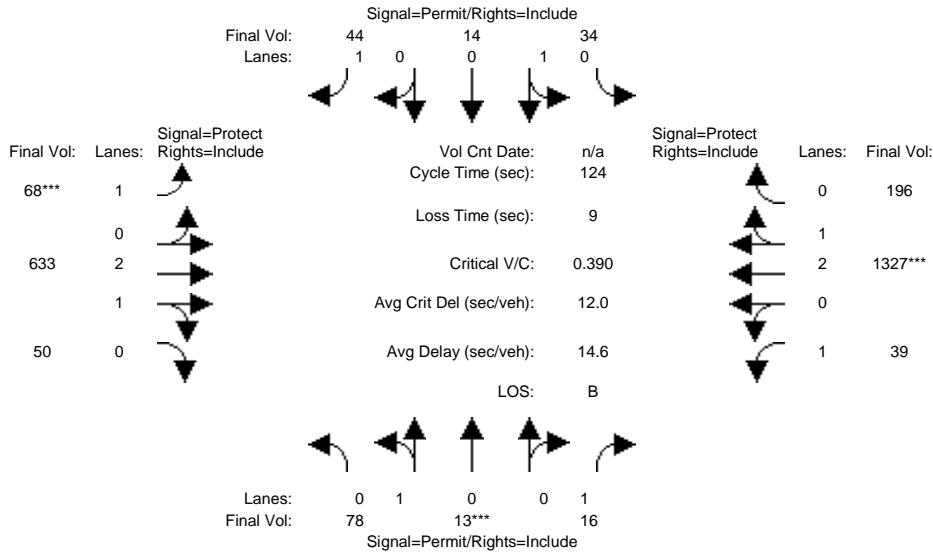 Signal=Permit/Rights=Include
Final Vol: 44 14 34
Lanes: 1 0 0 1 0
Signal=Protect
Final Vol: Lanes: Rights=Include
Vol Cnt Date: n/a
Signal=Protect
Rights=Include Lanes: Final Vol:
Cycle Time (sec): 124
68*** 1
0 196
Loss Time (sec): 9
0
1
633 2
Critical V/C: 0.390
2 1327***
1
Avg Crit Del (sec/veh): 12.0
0
50 0
Avg Delay (sec/veh): 14.6
1 39
LOS: B
Lanes: 0 1 0 0 1
Final Vol: 78 13*** 16
Signal=Permit/Rights=Include